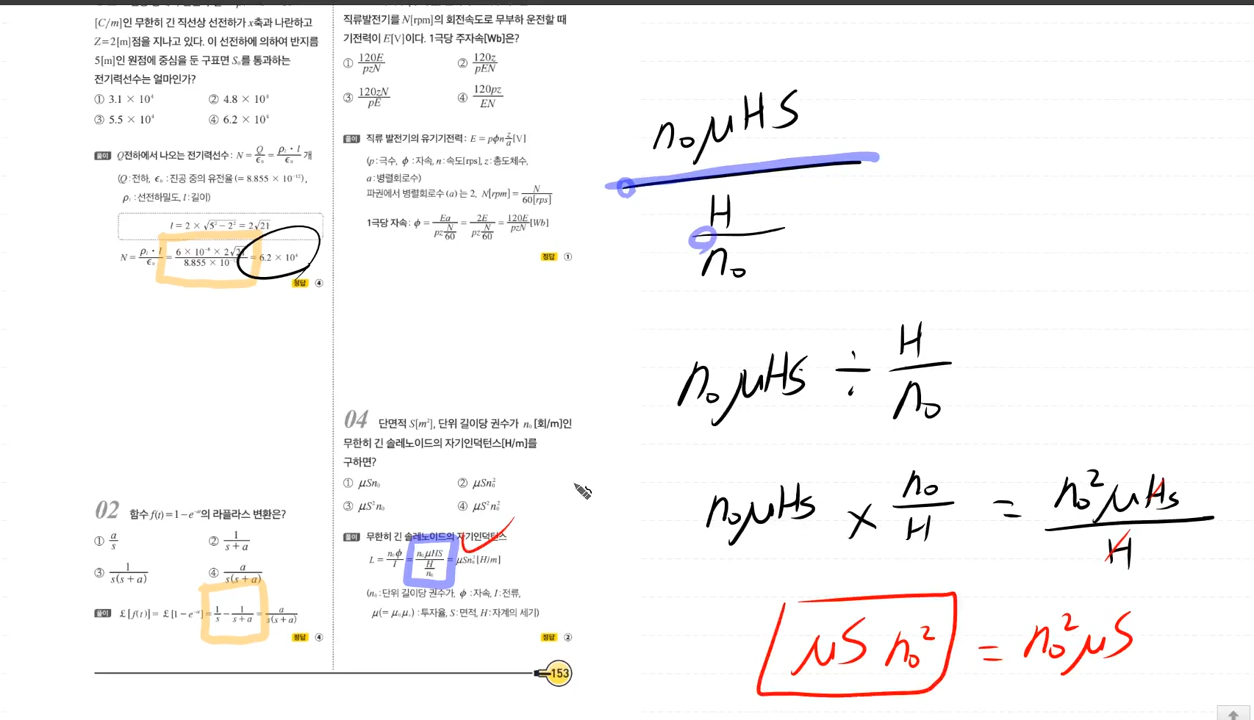 [C/m]인 무한히 긴 직선상 선전하가 x축과 나란하고
Z=2[m]점을 지나고 있다. 이 선전하에 의하여 반지름
5[m]인 원점에 중심을 둔 구표면 S₀를 통과하는
전기력선수는 얼마인가?
① 3.1 × 10⁴ ② 4.8 × 10⁵
③ 5.5 × 10⁴ ④ 6.2 × 10⁴
풀이 Q전하에서 나오는 전기력선수 : N = Q/ε₀ = ρₗ·l/ε₀ 개
(Q : 전하, ε₀ : 진공 중의 유전율(= 8.855 × 10⁻¹²),
ρₗ : 선전하밀도, l : 길이)
l = 2 × √(5² − 2²) = 2√21
N = ρₗ·l/ε₀ = = 6.2 × 10⁴
정답 ④
02 함수 f(t) = 1 − e⁻ᵃᵗ의 라플라스 변환은?
① a/s ② 1/(s + a)
③ 1/s(s + a) ④ a/s(s + a)
풀이 £[f(t)] = £[1 − e⁻ᵃᵗ] = 1/s − 1/(s + a) = a/s(s + a)
정답 ④
직류발전기를 N[rpm]의 회전속도로 무부하 운전할 때
기전력이 E[V]이다. 1극당 주자속[Wb]은?
① 120E/pzN ② 120z/pEN
③ 120zN/pE ④ 120pz/EN
풀이 직류 발전기의 유기기전력 : E = pϕn z/a [V]
(p : 극수, ϕ : 자속, n : 속도[rps], z : 총도체수,
a : 병렬회로수)
파권에서 병렬회로수 (a)는 2, N[rpm] = N/60[rps]
1극당 자속 : ϕ = Ea/(pz N/60) = 2E/(pz N/60) = 120E/pzN [Wb]
정답 ①
04 단면적 S[m²], 단위 길이당 권수가 n₀[회/m]인
무한히 긴 솔레노이드의 자기인덕턴스[H/m]를
구하면?
① μSn₀ ② μSn₀²
③ μS²n₀ ④ μS²n₀²
풀이 무한히 긴 솔레노이드의 자기인덕턴스
L = n₀ϕ/I = n₀μHS/(H/n₀) = μSn₀² [H/m]
(n₀ : 단위 길이당 권수가, ϕ : 자속, I : 전류,
μ(= μ₀μₛ) : 투자율, S : 면적, H : 자계의 세기)
정답 ②
153
n₀μHS
H
n₀
n₀μHS ÷ H/n₀
n₀μHS × n₀/H = n₀²μHS/H
μS n₀² = n₀²μS